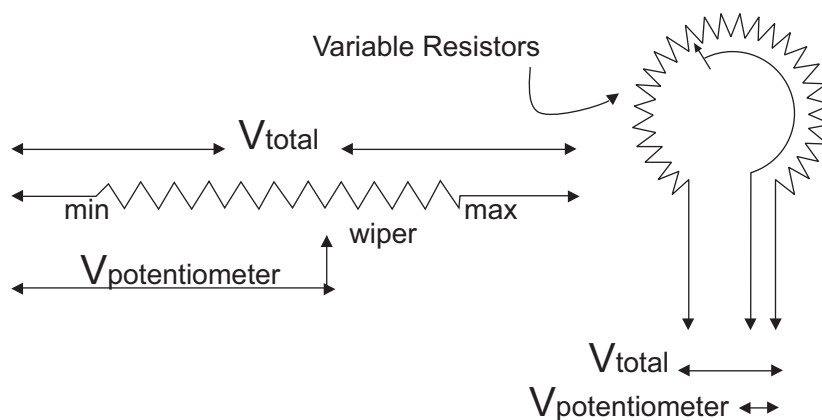 Variable Resistors
Vtotal
min
max
wiper
Vpotentiometer
Vtotal
Vpotentiometer